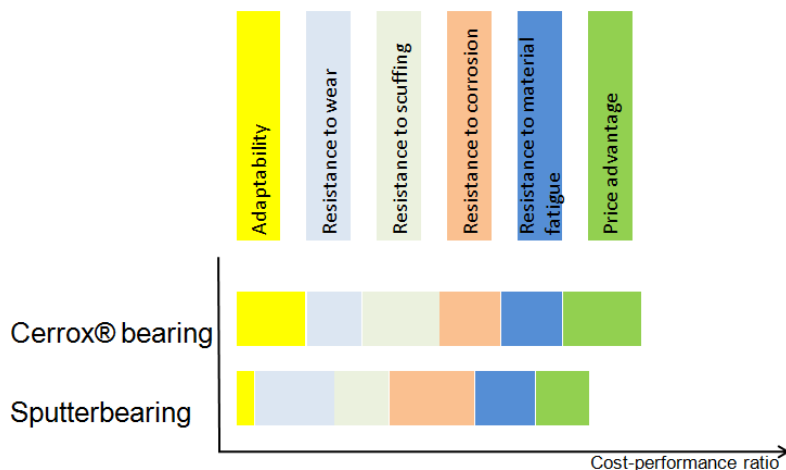 Adaptability
Resistance to wear
Resistance to scuffing
Resistance to corrosion
Resistance to material
fatigue
Price advantage
Cerrox® bearing
Sputterbearing
Cost-performance ratio